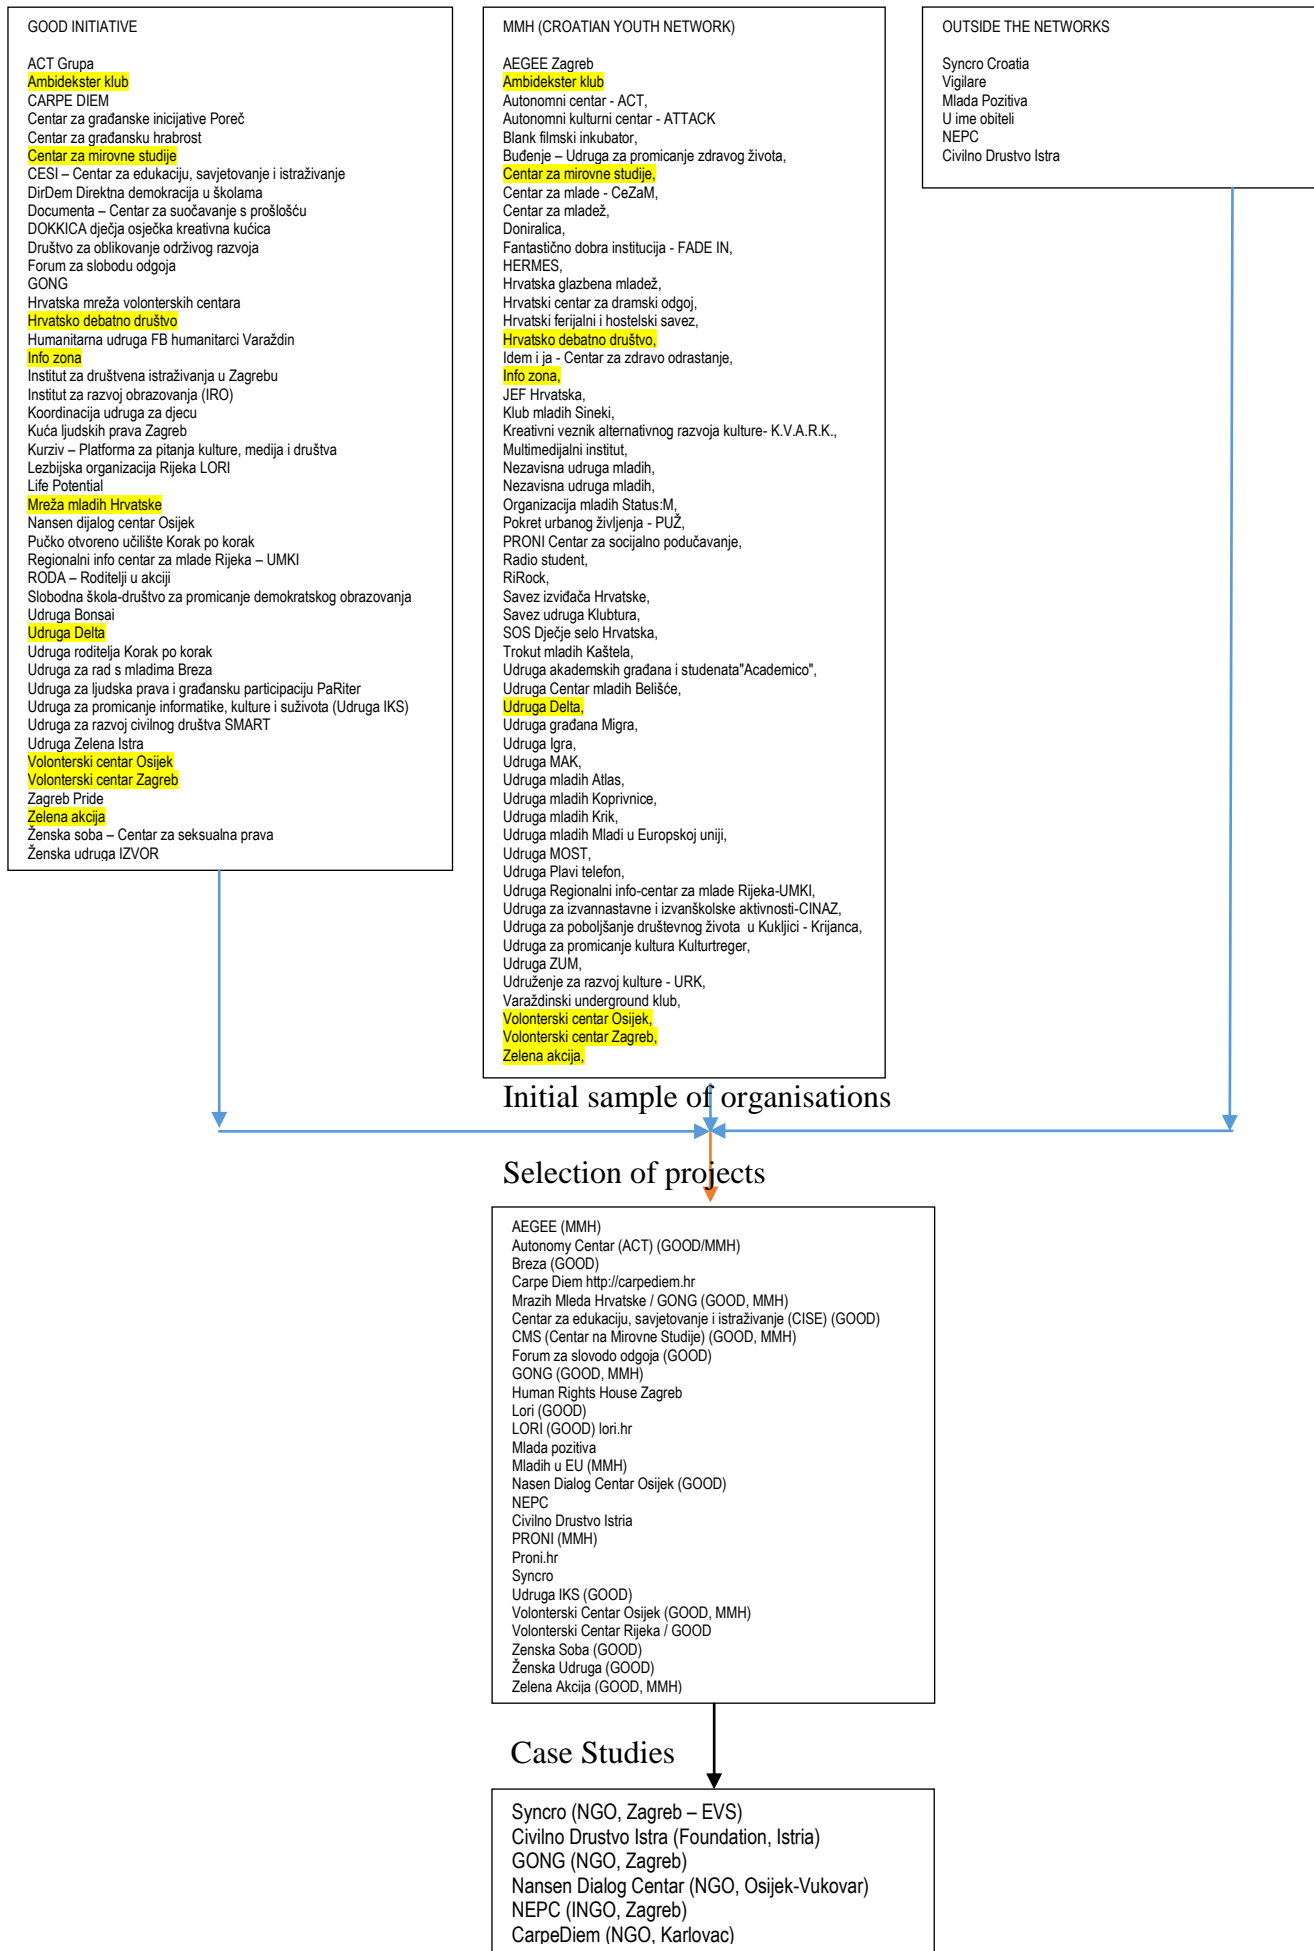 GOOD INITIATIVE
ACT Grupa
Ambidekster klub
CARPE DIEM
Centar za građanske inicijative Poreč
Centar za građansku hrabrost
Centar za mirovne studije
CESI – Centar za edukaciju, savjetovanje i istraživanje
DirDem Direktna demokracija u školama
Documenta – Centar za suočavanje s prošlošću
DOKKICA dječja osječka kreativna kućica
Društvo za oblikovanje održivog razvoja
Forum za slobodu odgoja
GONG
Hrvatska mreža volonterskih centara
Hrvatsko debatno društvo
Humanitarna udruga FB humanitarci Varaždin
Info zona
Institut za društvena istraživanja u Zagrebu
Institut za razvoj obrazovanja (IRO)
Koordinacija udruga za djecu
Kuća ljudskih prava Zagreb
Kurziv – Platforma za pitanja kulture, medija i društva
Lezbijska organizacija Rijeka LORI
Life Potential
Mreža mladih Hrvatske
Nansen dijalog centar Osijek
Pučko otvoreno učilište Korak po korak
Regionalni info centar za mlade Rijeka – UMKI
RODA – Roditelji u akciji
Slobodna škola-društvo za promicanje demokratskog obrazovanja
Udruga Bonsai
Udruga Delta
Udruga roditelja Korak po korak
Udruga za rad s mladima Breza
Udruga za ljudska prava i građansku participaciju PaRiter
Udruga za promicanje informatike, kulture i suživota (Udruga IKS)
Udruga za razvoj civilnog društva SMART
Udruga Zelena Istra
Volonterski centar Osijek
Volonterski centar Zagreb
Zagreb Pride
Zelena akcija
Ženska soba – Centar za seksualna prava
Ženska udruga IZVOR
MMH (CROATIAN YOUTH NETWORK)
AEGEE Zagreb
Ambidekster klub
Autonomni centar - ACT,
Autonomni kulturni centar - ATTACK
Blank filmski inkubator,
Buđenje – Udruga za promicanje zdravog života,
Centar za mirovne studije,
Centar za mlade - CeZaM,
Centar za mladež,
Doniralica,
Fantastično dobra institucija - FADE IN,
HERMES,
Hrvatska glazbena mladež,
Hrvatski centar za dramski odgoj,
Hrvatski ferijalni i hostelski savez,
Hrvatsko debatno društvo,
Idem i ja - Centar za zdravo odrastanje,
Info zona,
JEF Hrvatska,
Klub mladih Sineki,
Kreativni veznik alternativnog razvoja kulture- K.V.A.R.K.,
Multimedijalni institut,
Nezavisna udruga mladih,
Nezavisna udruga mladih,
Organizacija mladih Status:M,
Pokret urbanog življenja - PUŽ,
PRONI Centar za socijalno podučavanje,
Radio student,
RiRock,
Savez izviđača Hrvatske,
Savez udruga Klubtura,
SOS Dječje selo Hrvatska,
Trokut mladih Kaštela,
Udruga akademskih građana i studenata"Academico",
Udruga Centar mladih Belišće,
Udruga Delta,
Udruga građana Migra,
Udruga Igra,
Udruga MAK,
Udruga mladih Atlas,
Udruga mladih Koprivnice,
Udruga mladih Krik,
Udruga mladih Mladi u Europskoj uniji,
Udruga MOST,
Udruga Plavi telefon,
Udruga Regionalni info-centar za mlade Rijeka-UMKI,
Udruga za izvannastavne i izvanškolske aktivnosti-CINAZ,
Udruga za poboljšanje društevnog života  u Kukljici - Krijanca,
Udruga za promicanje kultura Kulturtreger,
Udruga ZUM,
Udruženje za razvoj kulture - URK,
Varaždinski underground klub,
Volonterski centar Osijek,
Volonterski centar Zagreb,
Zelena akcija,
OUTSIDE THE NETWORKS
Syncro Croatia
Vigilare
Mlada Pozitiva
U ime obiteli
NEPC
Civilno Drustvo Istra
Initial sample of organisations
Selection of projects
AEGEE (MMH)
Autonomy Centar (ACT) (GOOD/MMH)
Breza (GOOD)
Carpe Diem http://carpediem.hr
Mrazih Mleda Hrvatske / GONG (GOOD, MMH)
Centar za edukaciju, savjetovanje i istraživanje (CISE) (GOOD)
CMS (Centar na Mirovne Studije) (GOOD, MMH)
Forum za slovodo odgoja (GOOD)
GONG (GOOD, MMH)
Human Rights House Zagreb
Lori (GOOD)
LORI (GOOD) lori.hr
Mlada pozitiva
Mladih u EU (MMH)
Nasen Dialog Centar Osijek (GOOD)
NEPC
Civilno Drustvo Istria
PRONI (MMH)
Proni.hr
Syncro
Udruga IKS (GOOD)
Volonterski Centar Osijek (GOOD, MMH)
Volonterski Centar Rijeka / GOOD
Zenska Soba (GOOD)
Ženska Udruga (GOOD)
Zelena Akcija (GOOD, MMH)
Case Studies
Syncro (NGO, Zagreb – EVS)
Civilno Drustvo Istra (Foundation, Istria)
GONG (NGO, Zagreb)
Nansen Dialog Centar (NGO, Osijek-Vukovar)
NEPC (INGO, Zagreb)
CarpeDiem (NGO, Karlovac)